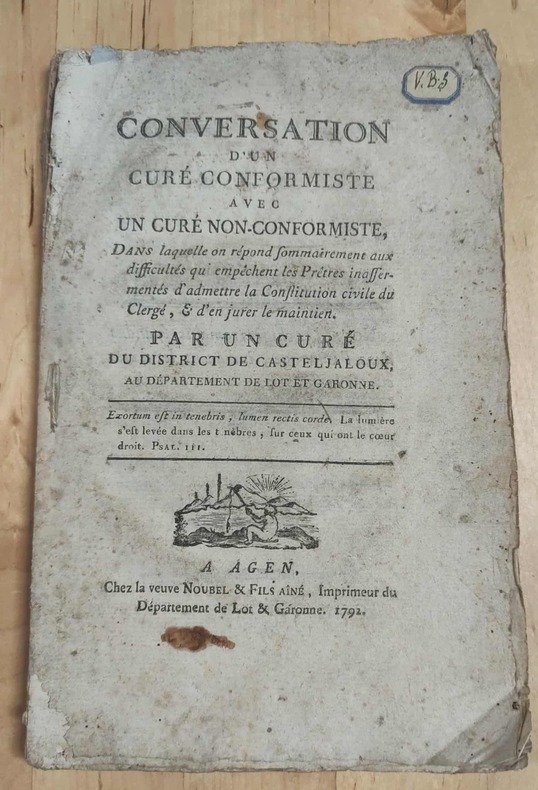 V.B.S
CONVERSATION
D'UN
CURÉ CONFORMISTE
AVEC
UN CURÉ NON-CONFORMISTE,
DANS laquelle on répond ſommairement aux
difficultés qui empêchent les Prêtres inaſſer-
mentés d'admettre la Conſtitution civile du
Clergé, & d'en jurer le maintien.
PAR UN CURÉ
DU DISTRICT DE CASTELJALOUX,
AU DÉPARTEMENT DE LOT ET GARONNE.
Exortum eſt in tenebris, lumen rectis corde. La lumière
s'eſt levée dans les t nèbres, ſur ceux qui ont le cœur
droit. PSAL. III.
A AGEN,
Chez la veuve NOUBEL & FILS AÎNÉ, Imprimeur du
Département de Lot & Garonne. 1792.